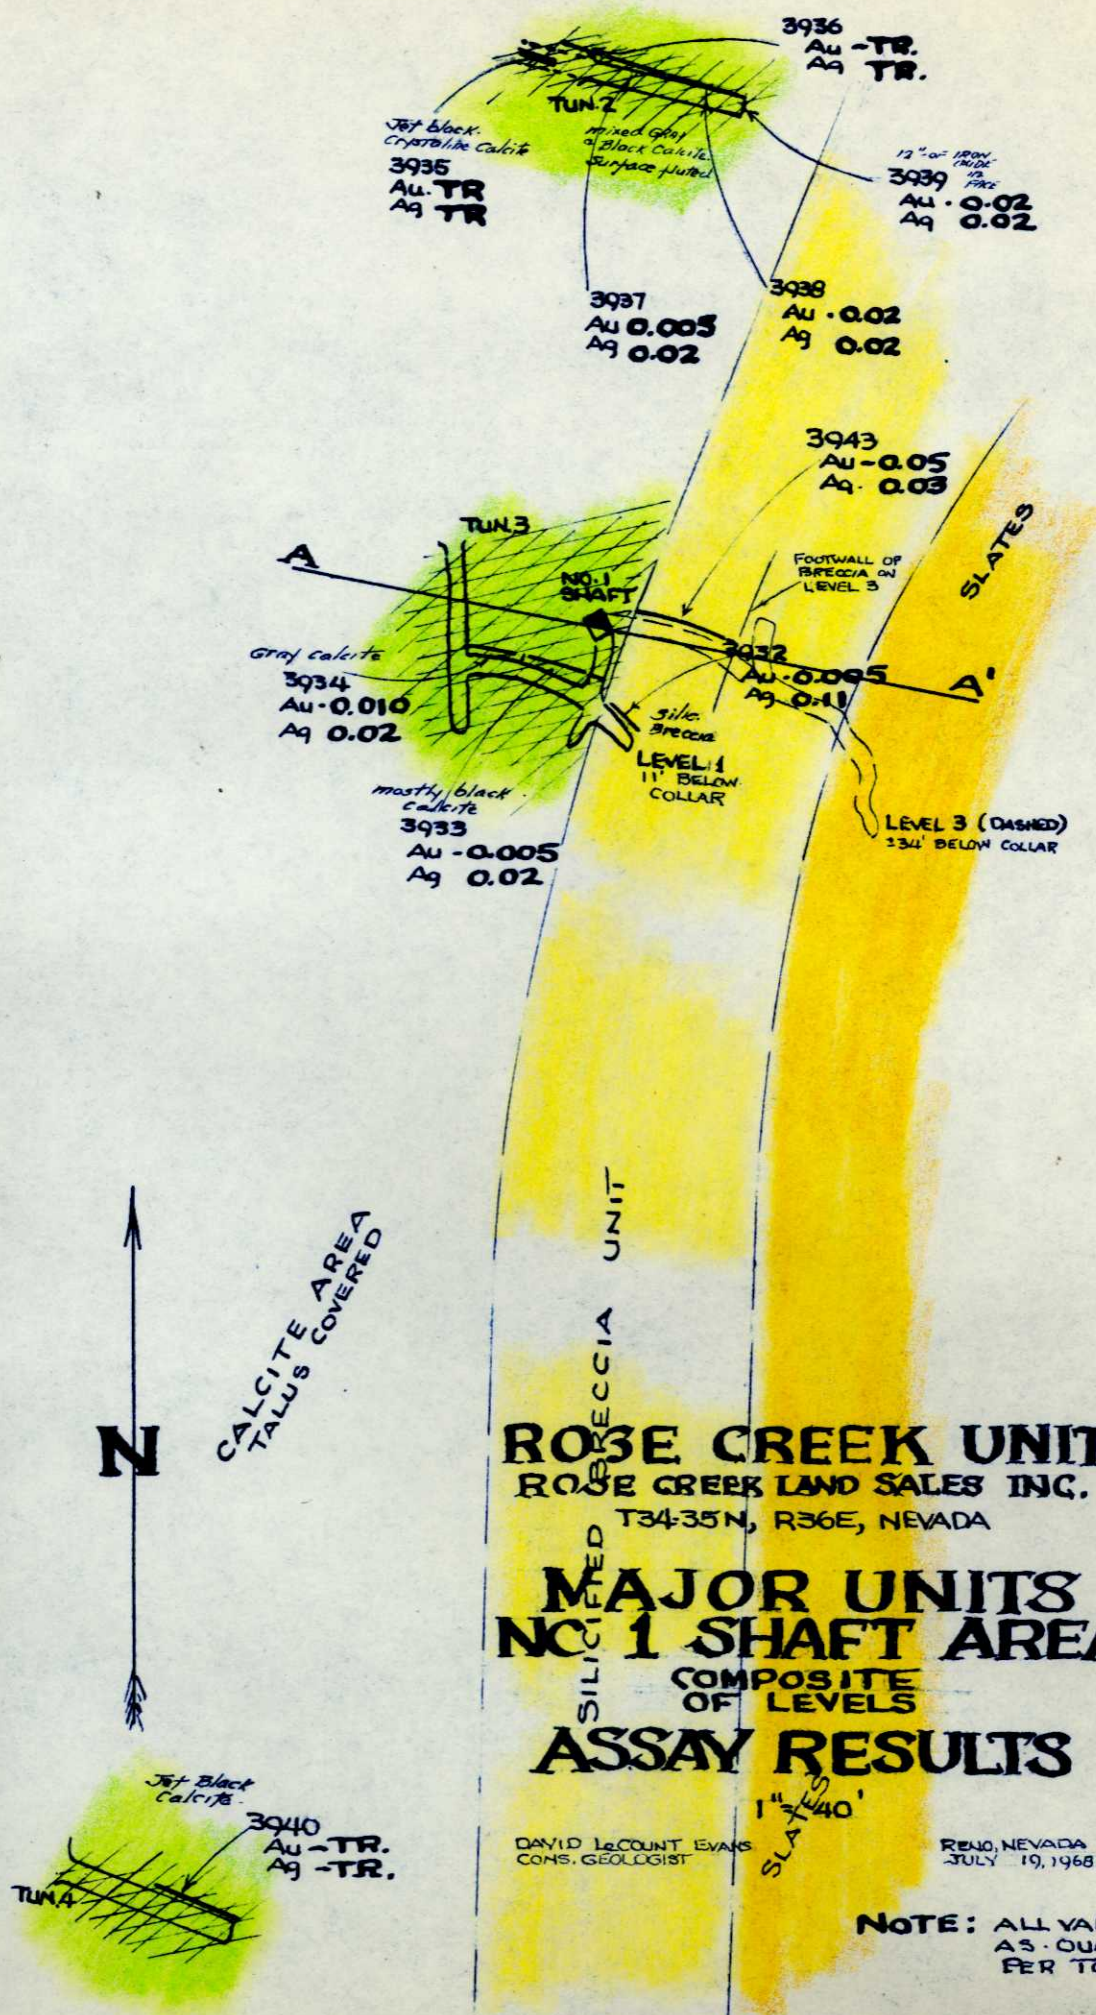 3936
Au - TR.
Ag TR.
TUN. 2
Jet black.
Crystaline Calcite
3935
Au. TR
Ag TR
mixed Gray
& Black Calcite.
Surface fluted
12" of IRON
OXIDE
IN
FACE
3939
Au . 0.02
Ag 0.02
3937
Au 0.005
Ag 0.02
3938
Au . 0.02
Ag 0.02
3943
Au - 0.05
Ag. 0.03
TUN. 3
A
NO. 1
SHAFT
FOOTWALL OF
BRECCIA ON
LEVEL 3
SLATES
Gray calcite
3934
Au - 0.010
Ag 0.02
3932
Au - 0.005
Ag 0.11
A'
Silic.
Breccia
LEVEL 1
11' BELOW
COLLAR
mostly black
calcite
3933
Au - 0.005
Ag 0.02
LEVEL 3 (DASHED)
±34' BELOW COLLAR
CALCITE AREA
TALUS COVERED
N
SILICIFIED BRECCIA UNIT
ROSE CREEK UNIT
ROSE CREEK LAND SALES INC.
T34-35N, R36E, NEVADA
MAJOR UNITS
NO 1 SHAFT AREA
COMPOSITE
OF LEVELS
ASSAY RESULTS
1" = 40'
SLATES
DAVID LeCOUNT EVANS
CONS. GEOLOGIST
RENO, NEVADA
JULY 19, 1968
Jet Black
Calcite.
3940
Au - TR.
Ag - TR.
TUN. 4
NOTE: ALL
AS
PER